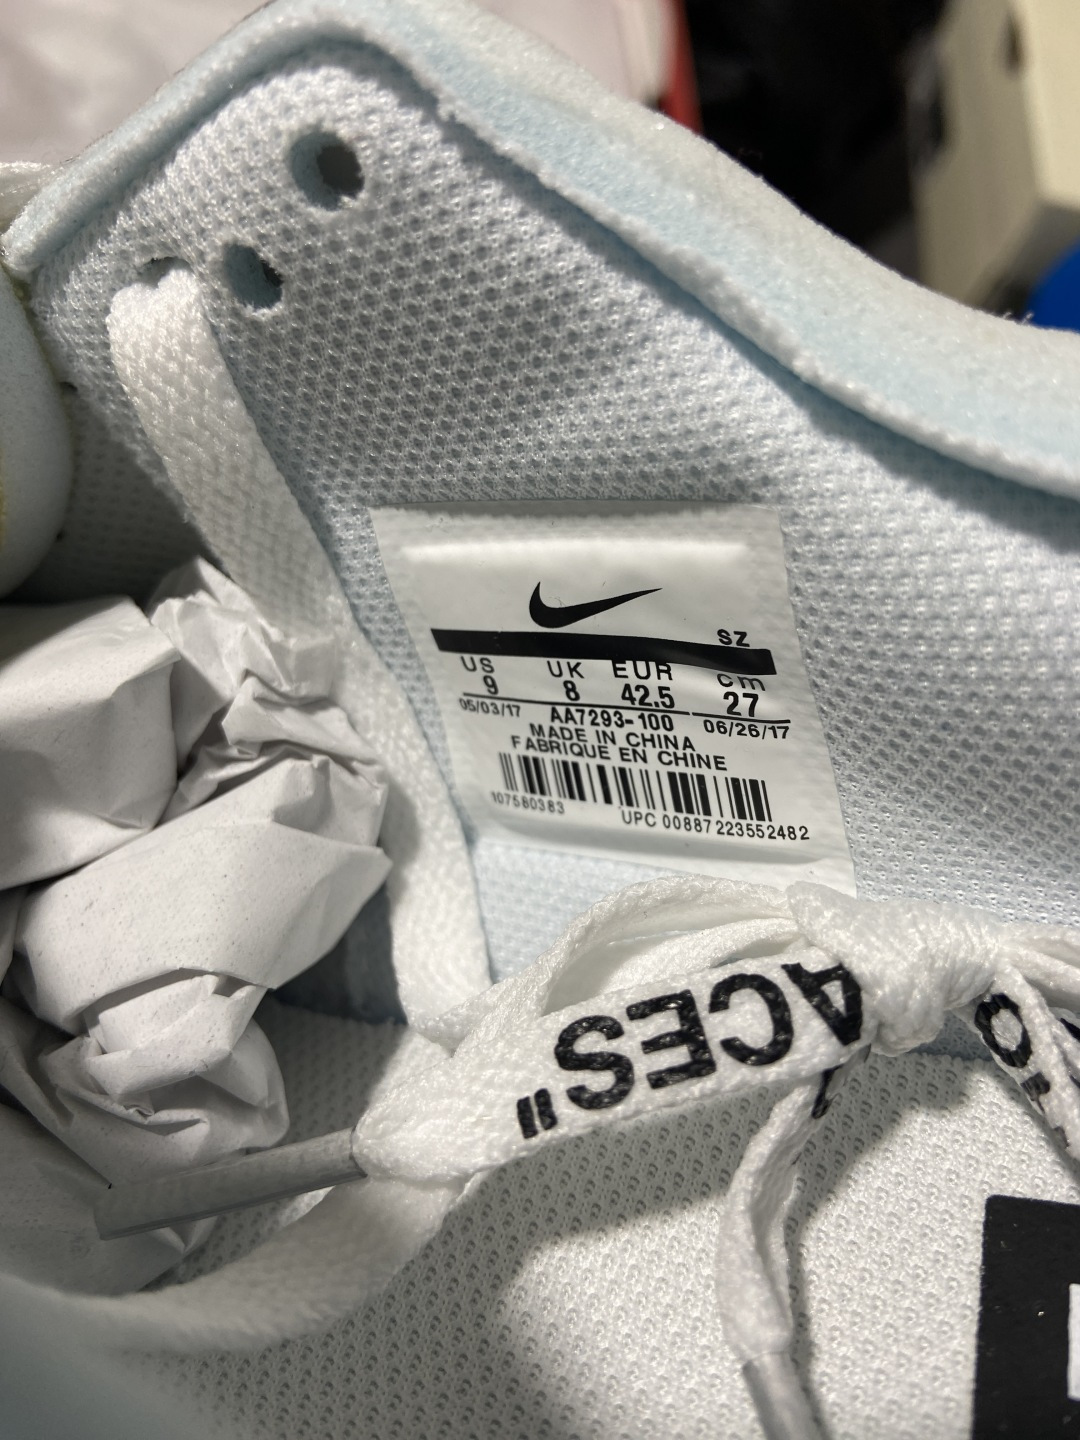 SZ
US UK EUR cm
9 8 42.5 27
05/03/17 AA7293-100 06/26/17
MADE IN CHINA
FABRIQUE EN CHINE
107580383 UPC 00887223552482
ACES"